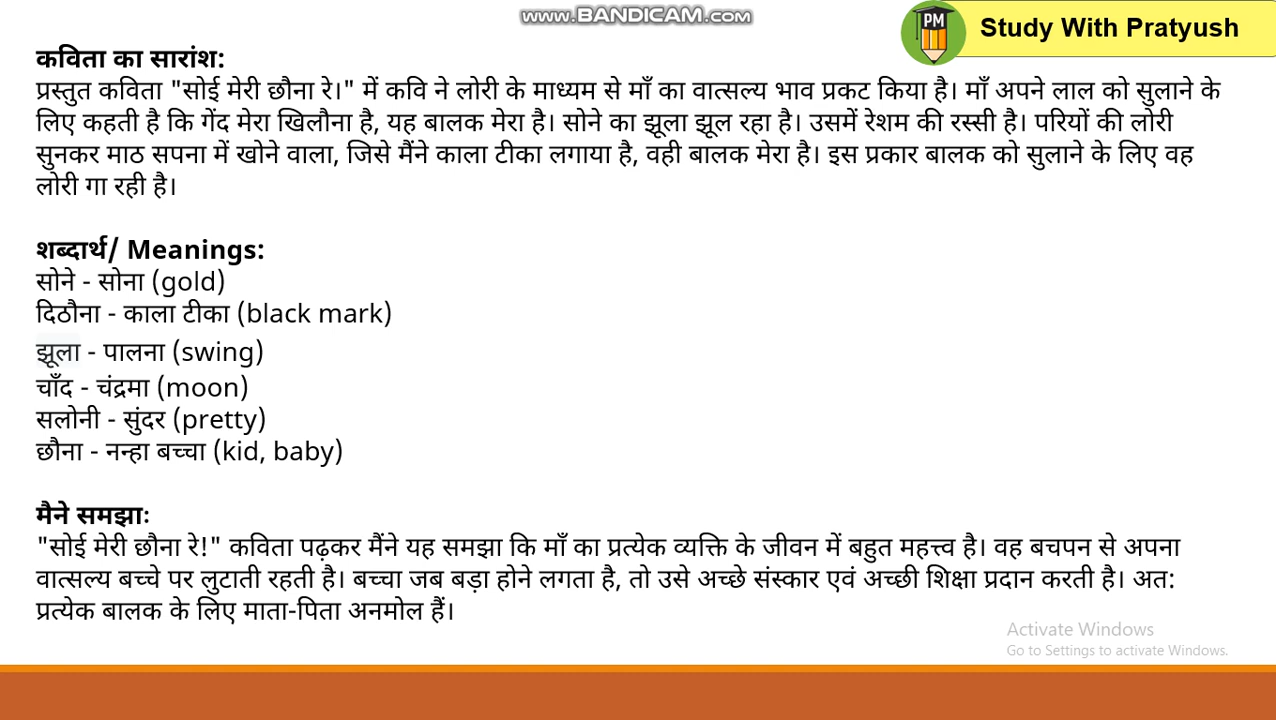 www.BANDICAM.com
PM
Study With Pratyush
कविता का सारांश:
प्रस्तुत कविता "सोई मेरी छौना रे।" में कवि ने लोरी के माध्यम से माँ का वात्सल्य भाव प्रकट किया है। माँ अपने लाल को सुलाने के
लिए कहती है कि गेंद मेरा खिलौना है, यह बालक मेरा है। सोने का झूला झूल रहा है। उसमें रेशम की रस्सी है। परियों की लोरी
सुनकर माठ सपना में खोने वाला, जिसे मैंने काला टीका लगाया है, वही बालक मेरा है। इस प्रकार बालक को सुलाने के लिए वह
लोरी गा रही है।
शब्दार्थ/ Meanings:
सोने - सोना (gold)
दिठौना - काला टीका (black mark)
झूला - पालना (swing)
चाँद - चंद्रमा (moon)
सलोनी - सुंदर (pretty)
छौना - नन्हा बच्चा (kid, baby)
मैने समझाः
"सोई मेरी छौना रे!" कविता पढ़कर मैंने यह समझा कि माँ का प्रत्येक व्यक्ति के जीवन में बहुत महत्त्व है। वह बचपन से अपना
वात्सल्य बच्चे पर लुटाती रहती है। बच्चा जब बड़ा होने लगता है, तो उसे अच्छे संस्कार एवं अच्छी शिक्षा प्रदान करती है। अत:
प्रत्येक बालक के लिए माता-पिता अनमोल हैं।
Activate Windows
Go to Settings to activate Windows.